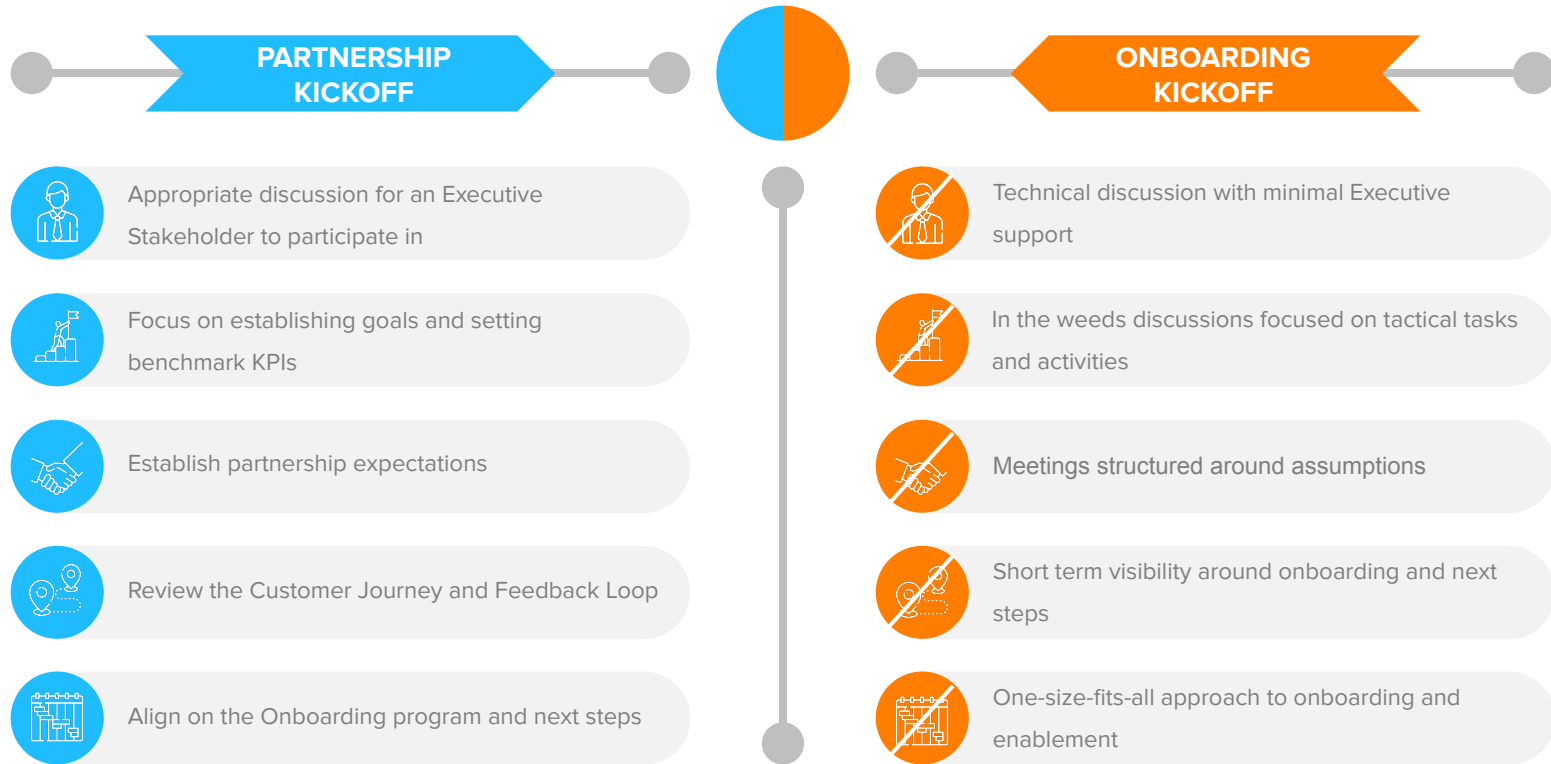 PARTNERSHIP
KICKOFF
Appropriate discussion for an Executive
Stakeholder to participate in
Focus on establishing goals and setting
benchmark KPIs
Establish partnership expectations
Review the Customer Journey and Feedback Loop
Align on the Onboarding program and next steps
ONBOARDING
KICKOFF
Technical discussion with minimal Executive
support
In the weeds discussions focused on tactical tasks
and activities
Meetings structured around assumptions
Short term visibility around onboarding and next
steps
One-size-fits-all approach to onboarding and
enablement